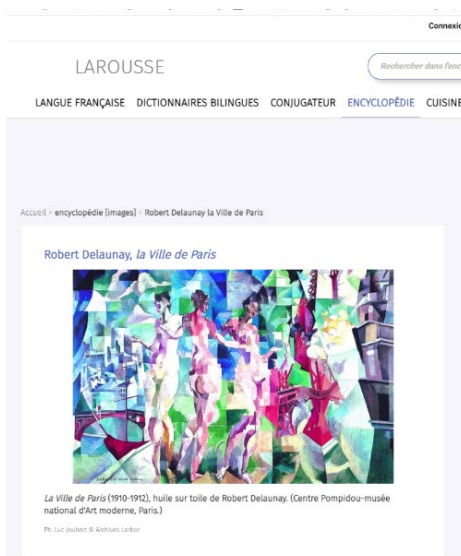 Connexio
LAROUSSE
Rechercher dans l'enc
LANGUE FRANÇAISE DICTIONNAIRES BILINGUES CONJUGATEUR ENCYCLOPÉDIE CUISINE
Accueil > encyclopédie [images] > Robert Delaunay la Ville de Paris
Robert Delaunay, la Ville de Paris
La Ville de Paris (1910-1912), huile sur toile de Robert Delaunay. (Centre Pompidou-musée
national d'Art moderne, Paris.)
Ph. Luc Joubert © Archives Larbor